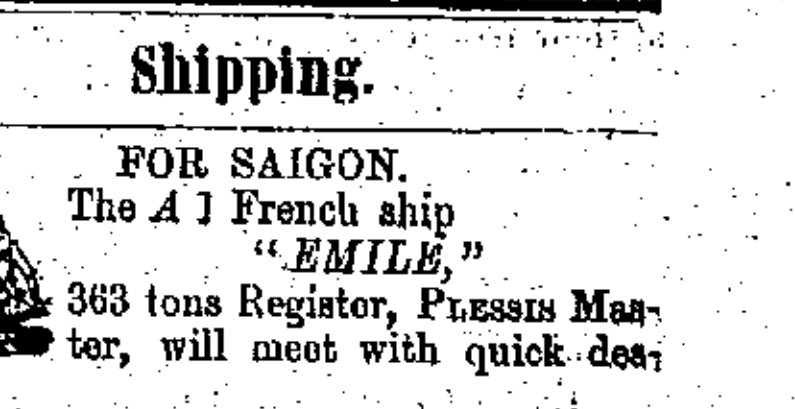 Shipping.
FOR SAIGON.
The A 1 French ship
"EMILE,"
363 tons Register, PLESSIS Mas-
ter, will meet with quick des-